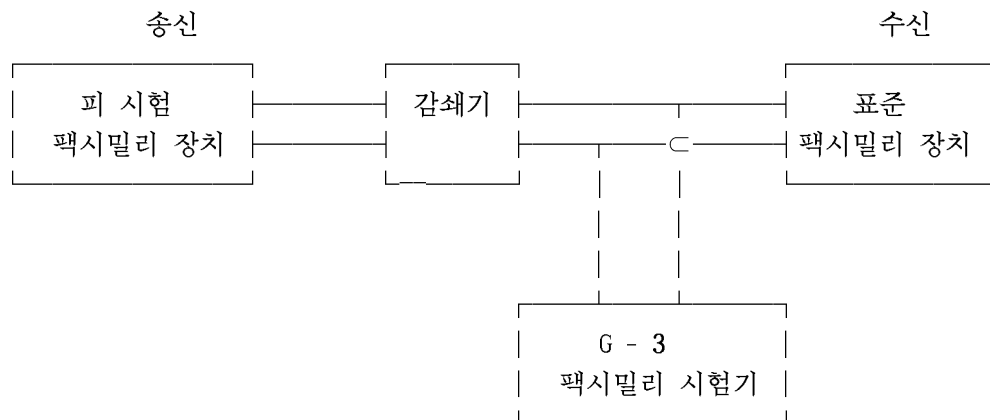 송신 수신
피 시험 감쇄기 표준
팩시밀리 장치 팩시밀리 장치
G - 3
팩시밀리 시험기